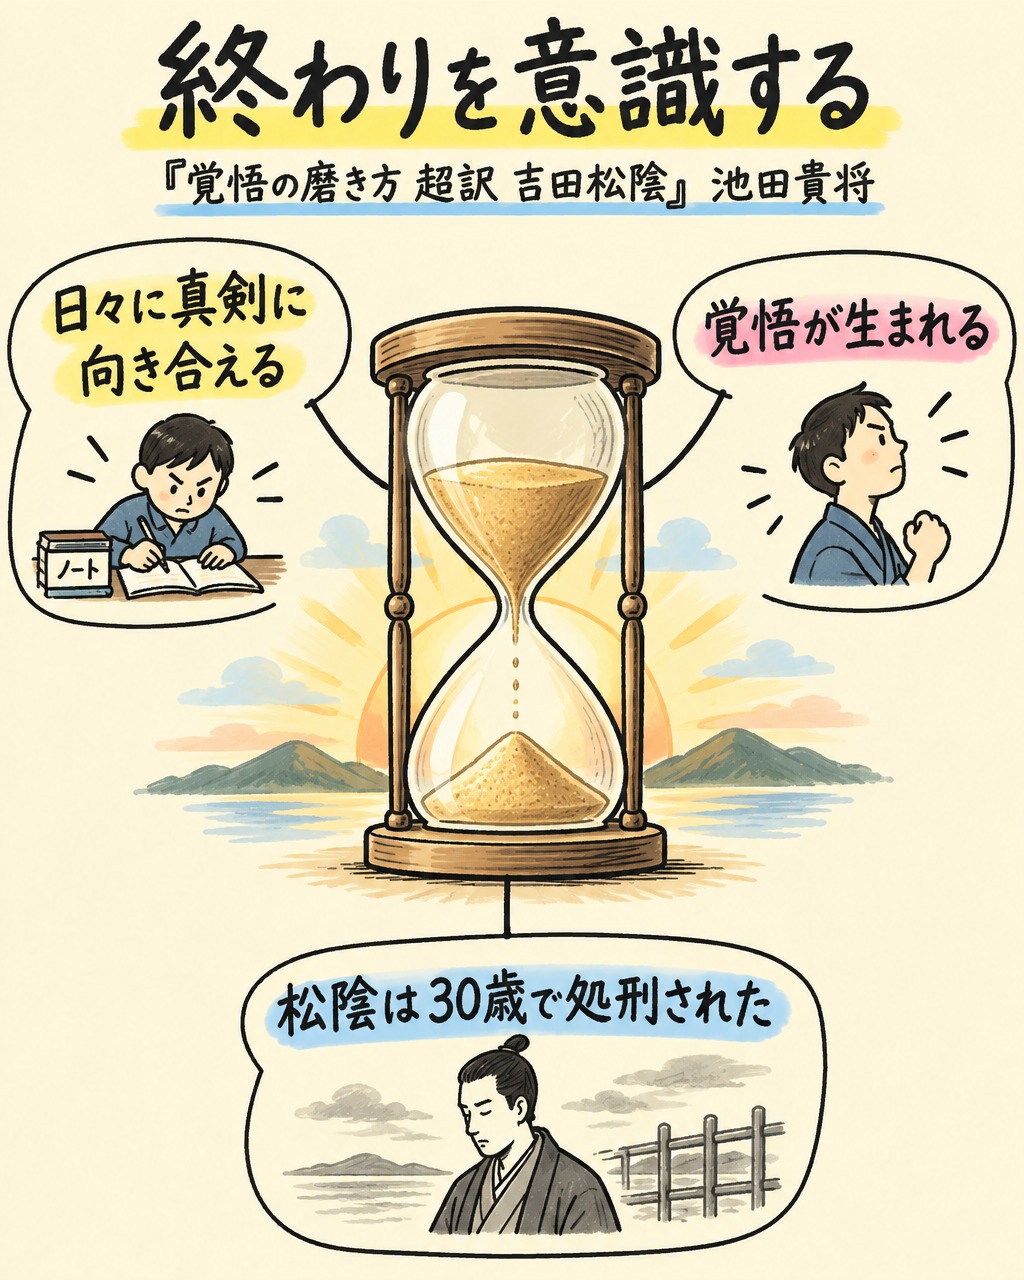 終わりを意識する
『覚悟の磨き方 超訳 吉田松陰』 池田貴将
日々に真剣に
向き合える
ノート
覚悟が生まれる
松陰は30歳で処刑された